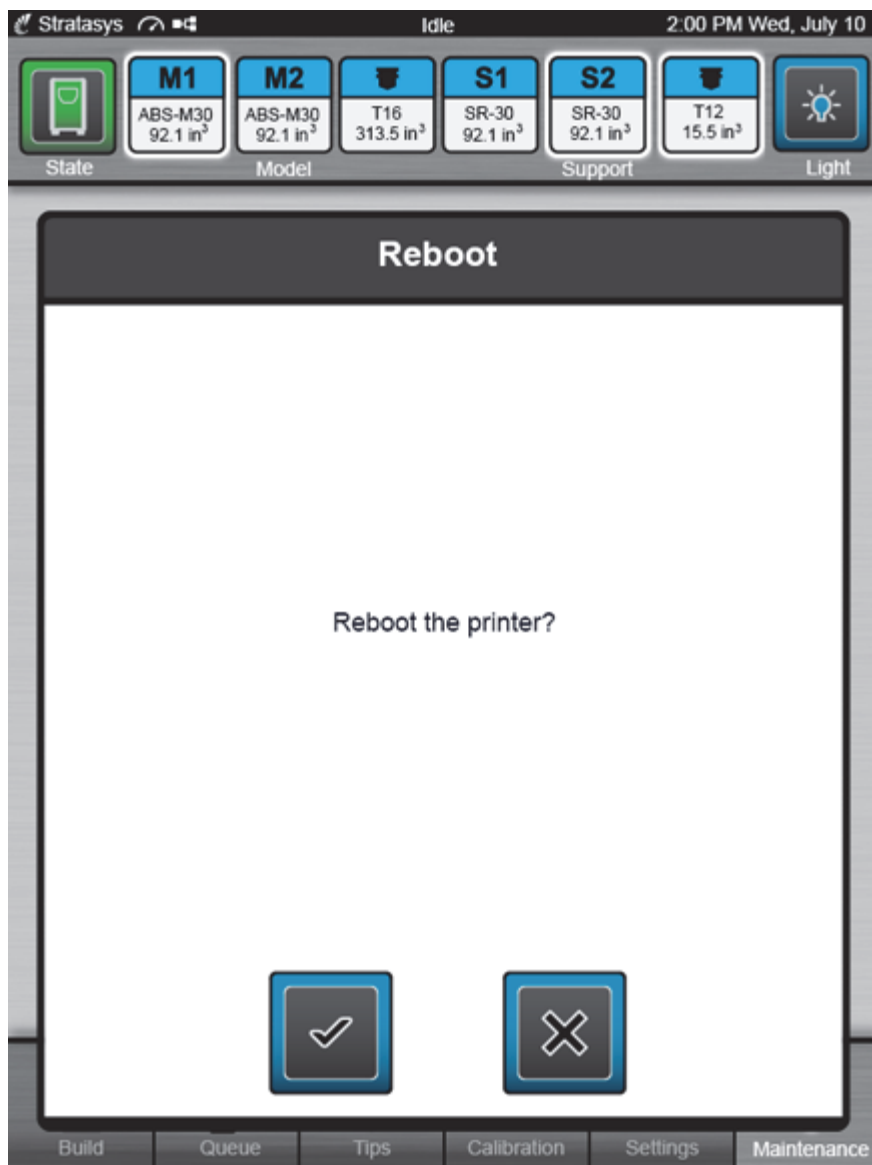 Stratasys Idle 2:00 PM Wed, July 10
M1 M2 S1 S2
ABS-M30 ABS-M30 T16 SR-30 SR-30 T12
92.1 in³ 92.1 in³ 313.5 in³ 92.1 in³ 92.1 in³ 15.5 in³
State Model Support Light
Reboot
Reboot the printer?
Build Queue Tips Calibration Settings Maintenance